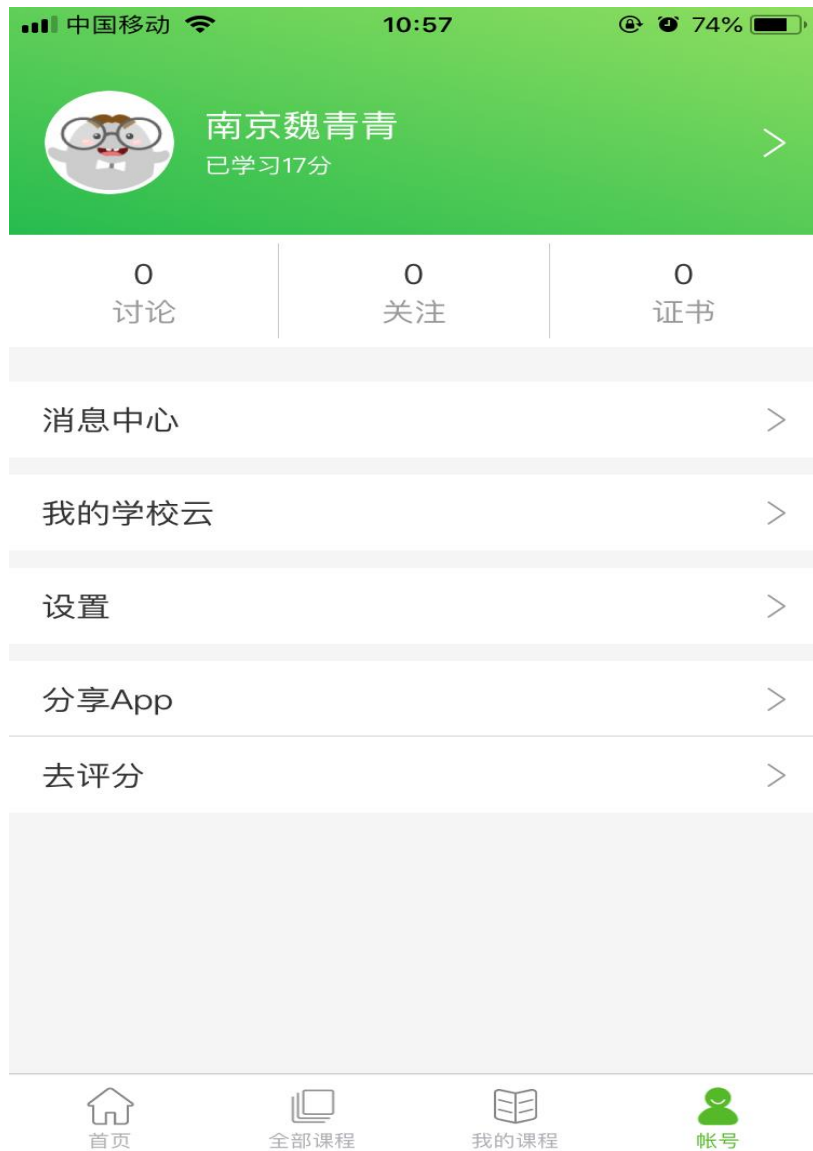 中国移动 10:57 74%
南京魏青青
已学习17分
0 0 0
讨论 关注 证书
消息中心
我的学校云
设置
分享App
去评分
首页 全部课程 我的课程 帐号